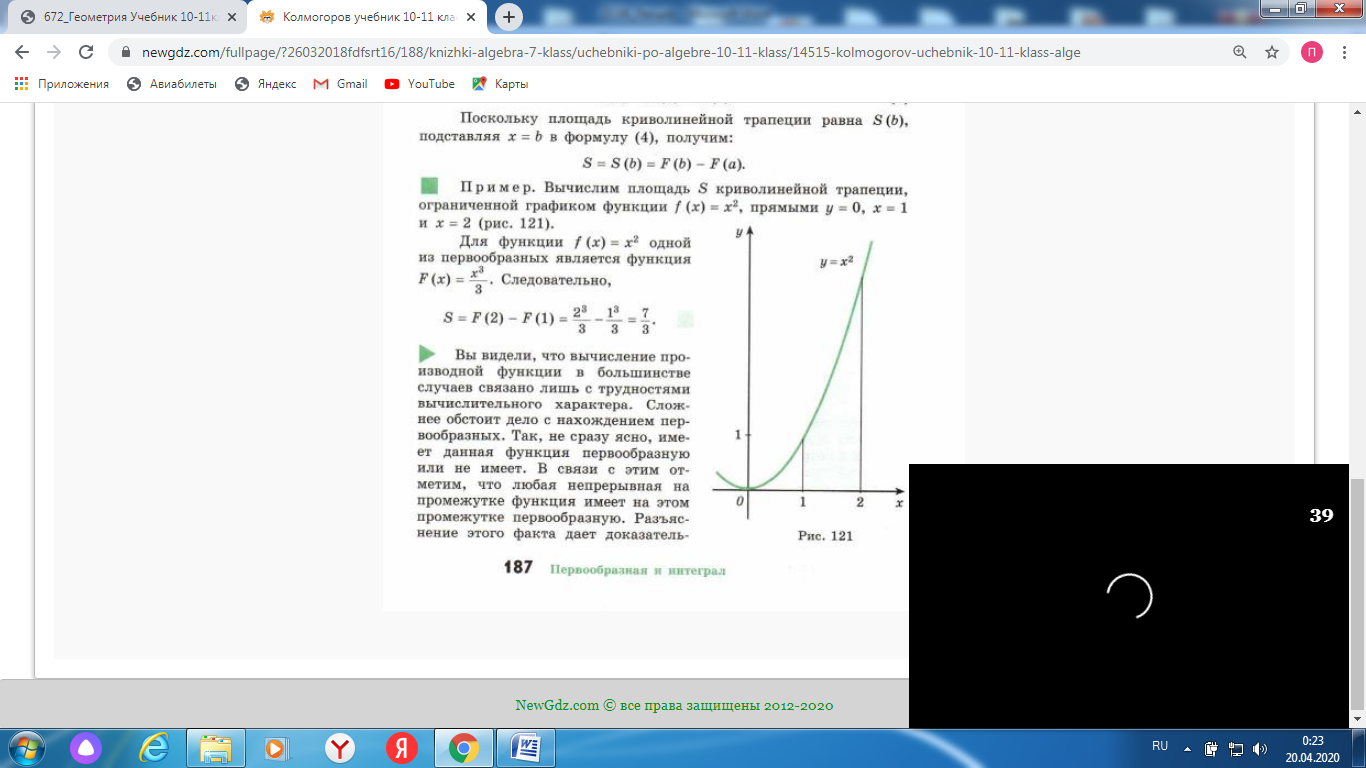 672_Геометрия Учебник 10-11к
Колмогоров учебник 10-11 кла
newgdz.com/fullpage/?26032018fdfsrt16/188/knizhki-algebra-7-klass/uchebniki-po-algebre-10-11-klass/14515-kolmogorov-uchebnik-10-11-klass-alge
П
Приложения Авиабилеты Яндекс Gmail YouTube Карты
Поскольку площадь криволинейной трапеции равна S (b),
подставляя x = b в формулу (4), получим:
S = S (b) = F (b) – F (a).
Пример. Вычислим площадь S криволинейной трапеции,
ограниченной графиком функции f (x) = x², прямыми y = 0, x = 1
и x = 2 (рис. 121).
Для функции f (x) = x² одной
из первообразных является функция
F (x) = x³/3. Следовательно,
S = F (2) – F (1) = 2³/3 – 1³/3 = 7/3.
Вы видели, что вычисление про-
изводной функции в большинстве
случаев связано лишь с трудностями
вычислительного характера. Слож-
нее обстоит дело с нахождением пер-
вообразных. Так, не сразу ясно, име-
ет данная функция первообразную
или не имеет. В связи с этим от-
метим, что любая непрерывная на
промежутке функция имеет на этом
промежутке первообразную. Разъяс-
нение этого факта дает доказатель-
y
y = x²
1
0 1 2 x
Рис. 121
187 Первообразная и интеграл
39
NewGdz.com © все права защищены 2012-2020
RU
0:23
20.04.2020